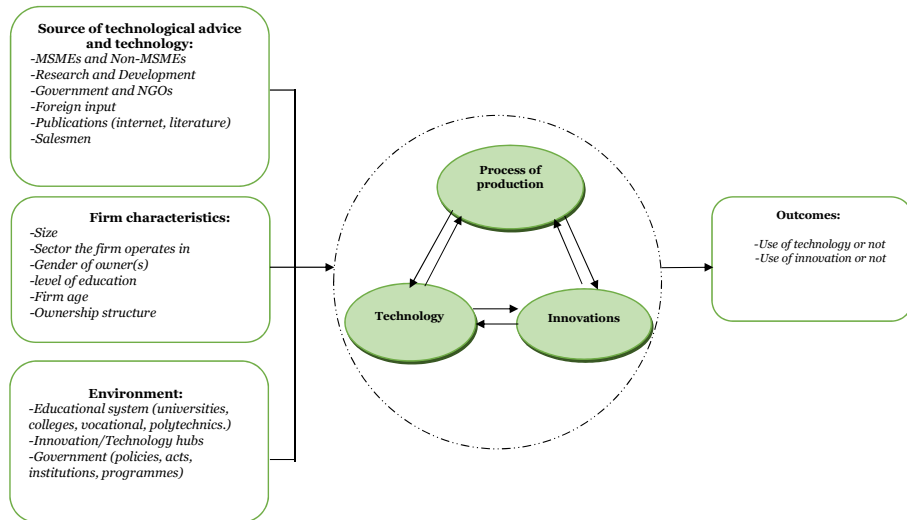 Source of technological advice
and technology:
-MSMEs and Non-MSMEs
-Research and Development
-Government and NGOs
-Foreign input
-Publications (internet, literature)
-Salesmen
Firm characteristics:
-Size
-Sector the firm operates in
-Gender of owner(s)
-level of education
-Firm age
-Ownership structure
Environment:
-Educational system (universities,
colleges, vocational, polytechnics.)
-Innovation/Technology hubs
-Government (policies, acts,
institutions, programmes)
Process of
production
Technology
Innovations
Outcomes:
-Use of technology or not
-Use of innovation or not